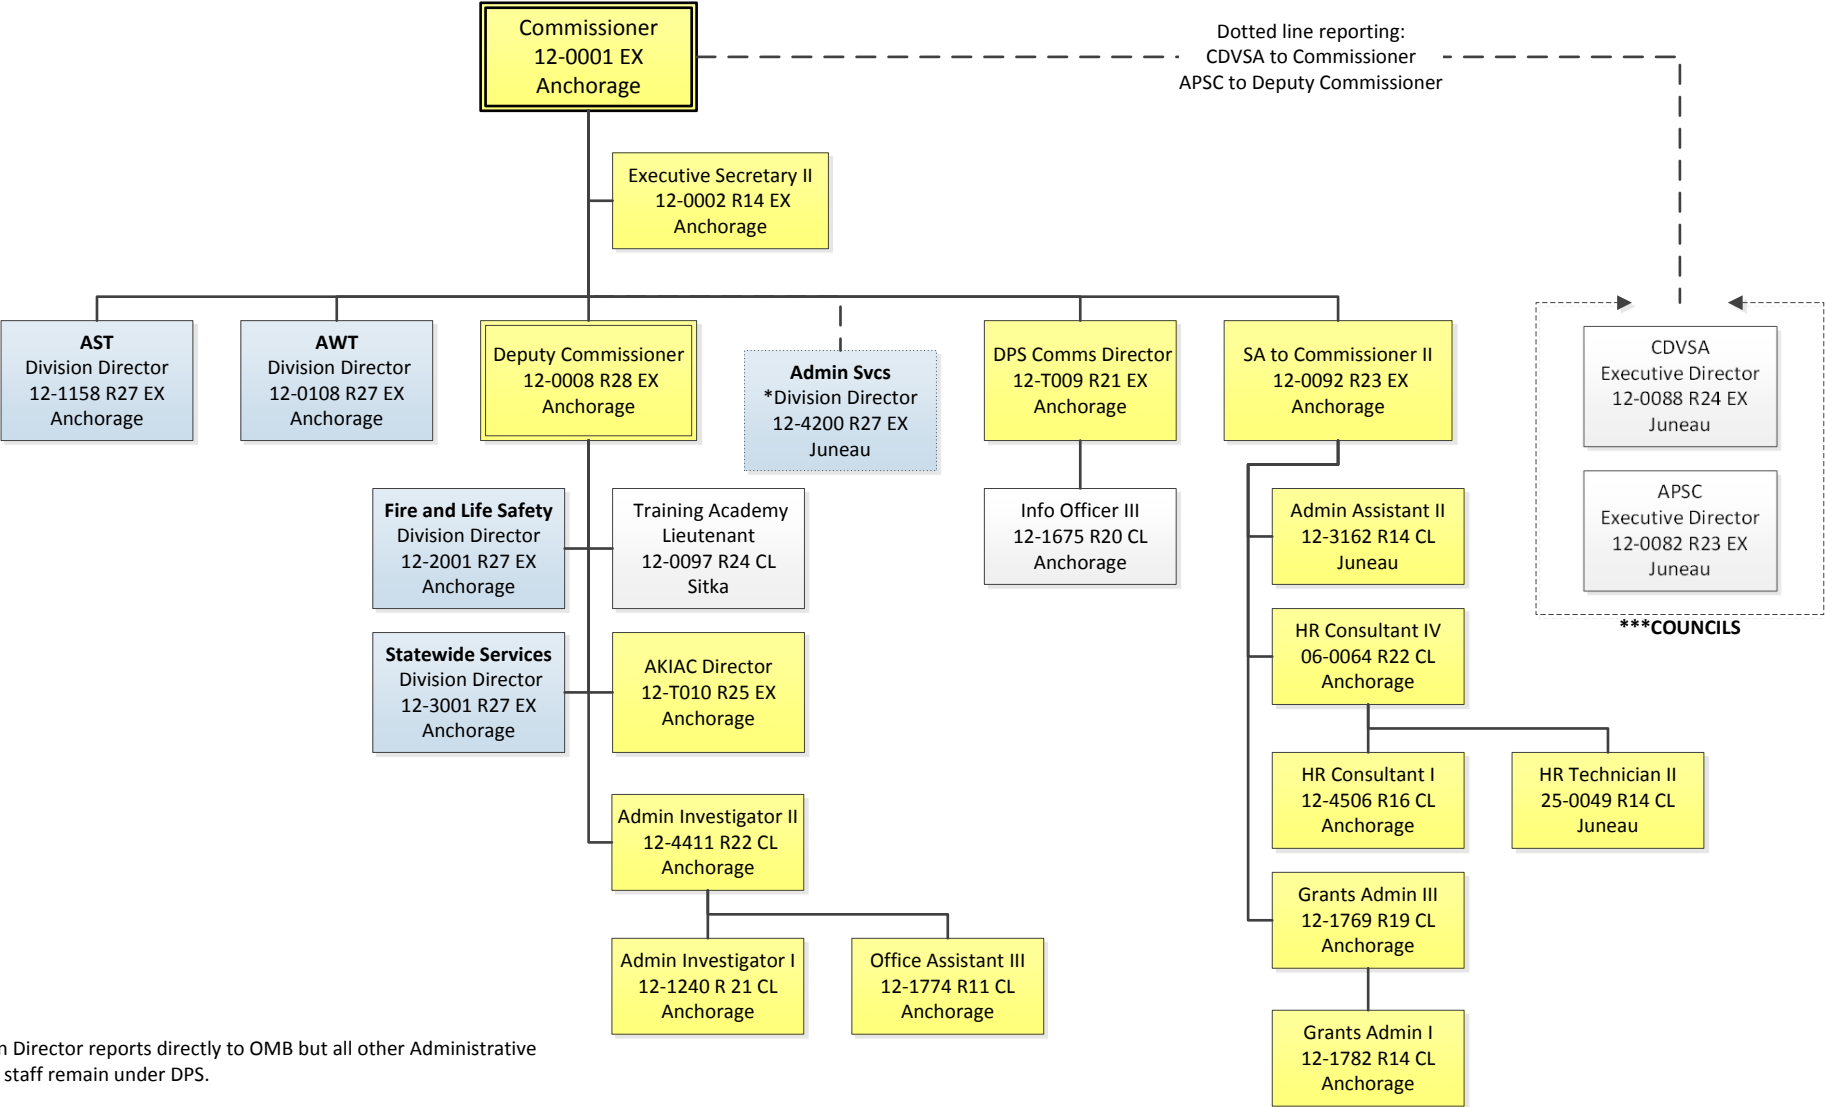 Commissioner
12-0001 EX
Anchorage
Dotted line reporting:
CDVSA to Commissioner
APSC to Deputy Commissioner
Executive Secretary II
12-0002 R14 EX
Anchorage
AST
Division Director
12-1158 R27 EX
Anchorage
AWT
Division Director
12-0108 R27 EX
Anchorage
Deputy Commissioner
12-0008 R28 EX
Anchorage
Admin Svcs
*Division Director
12-4200 R27 EX
Juneau
DPS Comms Director
12-T009 R21 EX
Anchorage
SA to Commissioner II
12-0092 R23 EX
Anchorage
CDVSA
Executive Director
12-0088 R24 EX
Juneau
APSC
Executive Director
12-0082 R23 EX
Juneau
***COUNCILS
Fire and Life Safety
Division Director
12-2001 R27 EX
Anchorage
Training Academy
Lieutenant
12-0097 R24 CL
Sitka
Info Officer III
12-1675 R20 CL
Anchorage
Admin Assistant II
12-3162 R14 CL
Juneau
Statewide Services
Division Director
12-3001 R27 EX
Anchorage
AKIAC Director
12-T010 R25 EX
Anchorage
HR Consultant IV
06-0064 R22 CL
Anchorage
HR Consultant I
12-4506 R16 CL
Anchorage
HR Technician II
25-0049 R14 CL
Juneau
Admin Investigator II
12-4411 R22 CL
Anchorage
Grants Admin III
12-1769 R19 CL
Anchorage
Admin Investigator I
12-1240 R 21 CL
Anchorage
Office Assistant III
12-1774 R11 CL
Anchorage
Grants Admin I
12-1782 R14 CL
Anchorage
n Director reports directly to OMB but all other Administrative
staff remain under DPS.